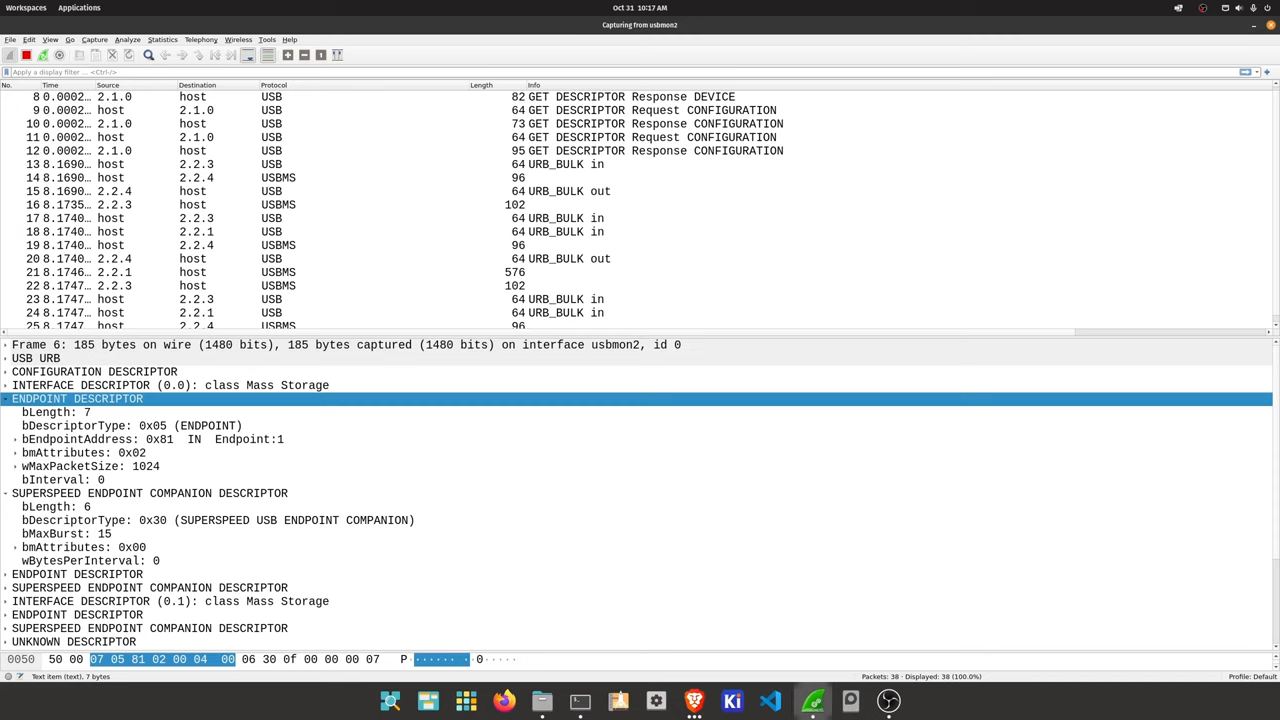 Workspaces Applications Oct 31 10:17 AM
Capturing from usbmon2
File Edit View Go Capture Analyze Statistics Telephony Wireless Tools Help
Apply a display filter ... <Ctrl-/>
No. Time Source Destination Protocol Length Info
8 0.0002… 2.1.0 host USB 82 GET DESCRIPTOR Response DEVICE
9 0.0002… host 2.1.0 USB 64 GET DESCRIPTOR Request CONFIGURATION
10 0.0002… 2.1.0 host USB 73 GET DESCRIPTOR Response CONFIGURATION
11 0.0002… host 2.1.0 USB 64 GET DESCRIPTOR Request CONFIGURATION
12 0.0002… 2.1.0 host USB 95 GET DESCRIPTOR Response CONFIGURATION
13 8.1690… host 2.2.3 USB 64 URB_BULK in
14 8.1690… host 2.2.4 USBMS 96
15 8.1690… 2.2.4 host USB 64 URB_BULK out
16 8.1735… 2.2.3 host USBMS 102
17 8.1740… host 2.2.3 USB 64 URB_BULK in
18 8.1740… host 2.2.1 USB 64 URB_BULK in
19 8.1740… host 2.2.4 USBMS 96
20 8.1740… 2.2.4 host USB 64 URB_BULK out
21 8.1746… 2.2.1 host USBMS 576
22 8.1747… 2.2.3 host USBMS 102
23 8.1747… host 2.2.3 USB 64 URB_BULK in
24 8.1747… host 2.2.1 USB 64 URB_BULK in
25 8.1747… host 2.2.4 USBMS 96
Frame 6: 185 bytes on wire (1480 bits), 185 bytes captured (1480 bits) on interface usbmon2, id 0
USB URB
CONFIGURATION DESCRIPTOR
INTERFACE DESCRIPTOR (0.0): class Mass Storage
ENDPOINT DESCRIPTOR
bLength: 7
bDescriptorType: 0x05 (ENDPOINT)
bEndpointAddress: 0x81 IN Endpoint:1
bmAttributes: 0x02
wMaxPacketSize: 1024
bInterval: 0
SUPERSPEED ENDPOINT COMPANION DESCRIPTOR
bLength: 6
bDescriptorType: 0x30 (SUPERSPEED USB ENDPOINT COMPANION)
bMaxBurst: 15
bmAttributes: 0x00
wBytesPerInterval: 0
ENDPOINT DESCRIPTOR
SUPERSPEED ENDPOINT COMPANION DESCRIPTOR
INTERFACE DESCRIPTOR (0.1): class Mass Storage
ENDPOINT DESCRIPTOR
SUPERSPEED ENDPOINT COMPANION DESCRIPTOR
UNKNOWN DESCRIPTOR
0050 50 00 07 05 81 02 00 04 00 06 30 0f 00 00 00 07 P······· ·0·····
Text item (text), 7 bytes Packets: 38 · Displayed: 38 (100.0%) Profile: Default
Ki